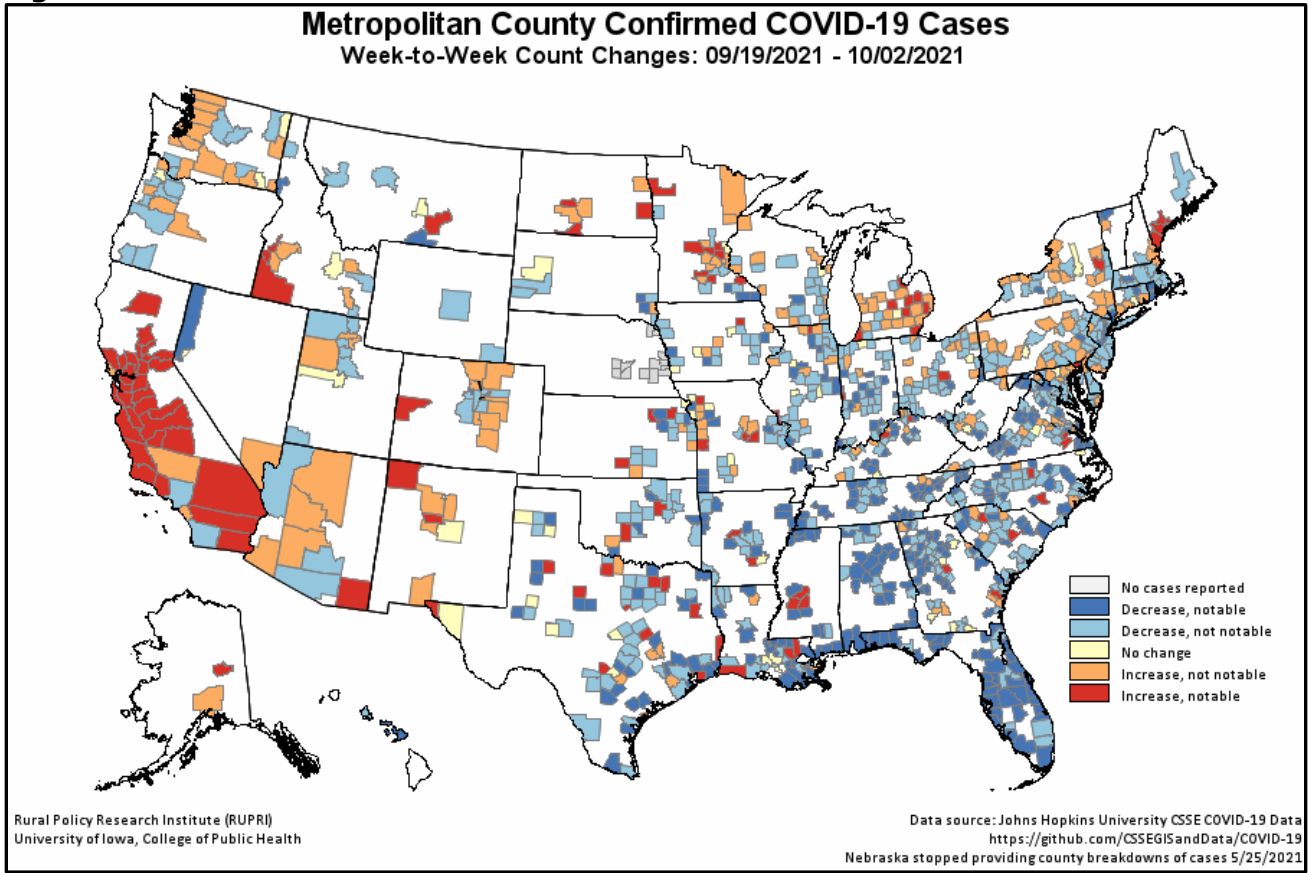 Metropolitan County Confirmed COVID-19 Cases
Week-to-Week Count Changes: 09/19/2021 - 10/02/2021
No cases reported
Decrease, notable
Decrease, not notable
No change
Increase, not notable
Increase, notable
Rural Policy Research Institute (RUPRI)
University of Iowa, College of Public Health
Data source: Johns Hopkins University CSSE COVID-19 Data
https://github.com/CSSEGISandData/COVID-19
Nebraska stopped providing county breakdowns of cases 5/25/2021